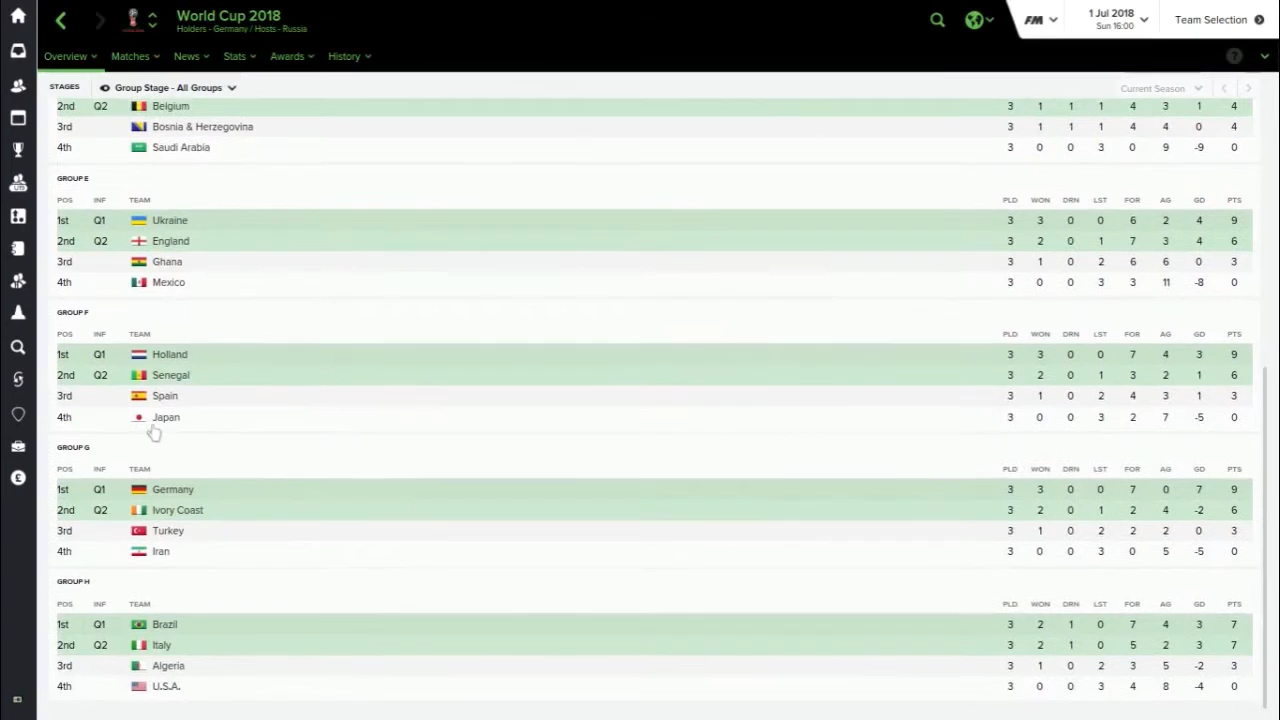 World Cup 2018
Holders - Germany / Hosts - Russia
FM
1 Jul 2018
Sun 16:00
Team Selection
Overview Matches News Stats Awards History ?
STAGES Group Stage - All Groups Current Season
2nd Q2 Belgium 3 1 1 1 4 3 1 4
3rd Bosnia & Herzegovina 3 1 1 1 4 4 0 4
4th Saudi Arabia 3 0 0 3 0 9 -9 0
GROUP E
POS INF TEAM PLD WON DRN LST FOR AG GD PTS
1st Q1 Ukraine 3 3 0 0 6 2 4 9
2nd Q2 England 3 2 0 1 7 3 4 6
3rd Ghana 3 1 0 2 6 6 0 3
4th Mexico 3 0 0 3 3 11 -8 0
GROUP F
POS INF TEAM PLD WON DRN LST FOR AG GD PTS
1st Q1 Holland 3 3 0 0 7 4 3 9
2nd Q2 Senegal 3 2 0 1 3 2 1 6
3rd Spain 3 1 0 2 4 3 1 3
4th Japan 3 0 0 3 2 7 -5 0
GROUP G
POS INF TEAM PLD WON DRN LST FOR AG GD PTS
1st Q1 Germany 3 3 0 0 7 0 7 9
2nd Q2 Ivory Coast 3 2 0 1 2 4 -2 6
3rd Turkey 3 1 0 2 2 2 0 3
4th Iran 3 0 0 3 0 5 -5 0
GROUP H
POS INF TEAM PLD WON DRN LST FOR AG GD PTS
1st Q1 Brazil 3 2 1 0 7 4 3 7
2nd Q2 Italy 3 2 1 0 5 2 3 7
3rd Algeria 3 1 0 2 3 5 -2 3
4th U.S.A. 3 0 0 3 4 8 -4 0